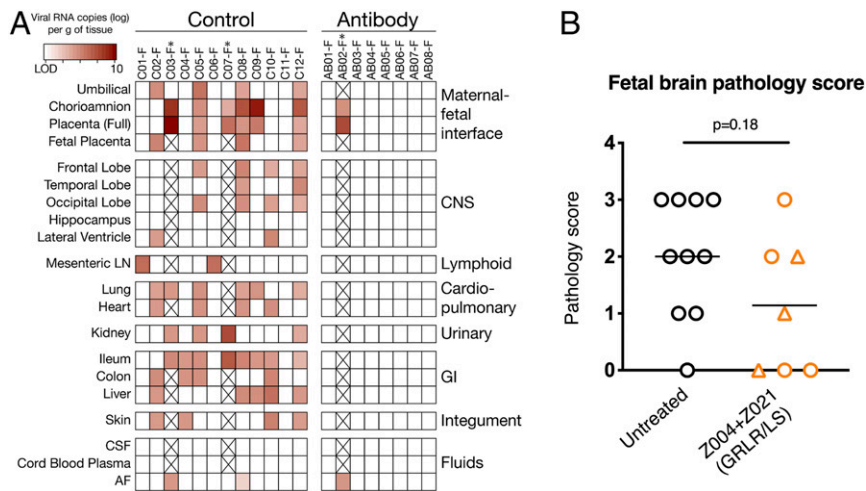 A
Viral RNA copies (log)
per g of tissue
LOD 10
Control
Antibody
C01-F
C02-F
C03-F*
C04-F
C05-F
C06-F
C07-F*
C08-F
C09-F
C10-F
C11-F
C12-F
AB01-F
AB02-F*
AB03-F
AB04-F
AB05-F
AB06-F
AB07-F
AB08-F
Umbilical
Chorioamnion
Placenta (Full)
Fetal Placenta
Maternal-
fetal
interface
Frontal Lobe
Temporal Lobe
Occipital Lobe
Hippocampus
Lateral Ventricle
CNS
Mesenteric LN
Lymphoid
Lung
Heart
Cardio-
pulmonary
Kidney
Urinary
Ileum
Colon
Liver
GI
Skin
Integument
CSF
Cord Blood Plasma
AF
Fluids
B
Fetal brain pathology score
p=0.18
Pathology score
4
3
2
1
0
Untreated
Z004+Z021
(GRLR/LS)